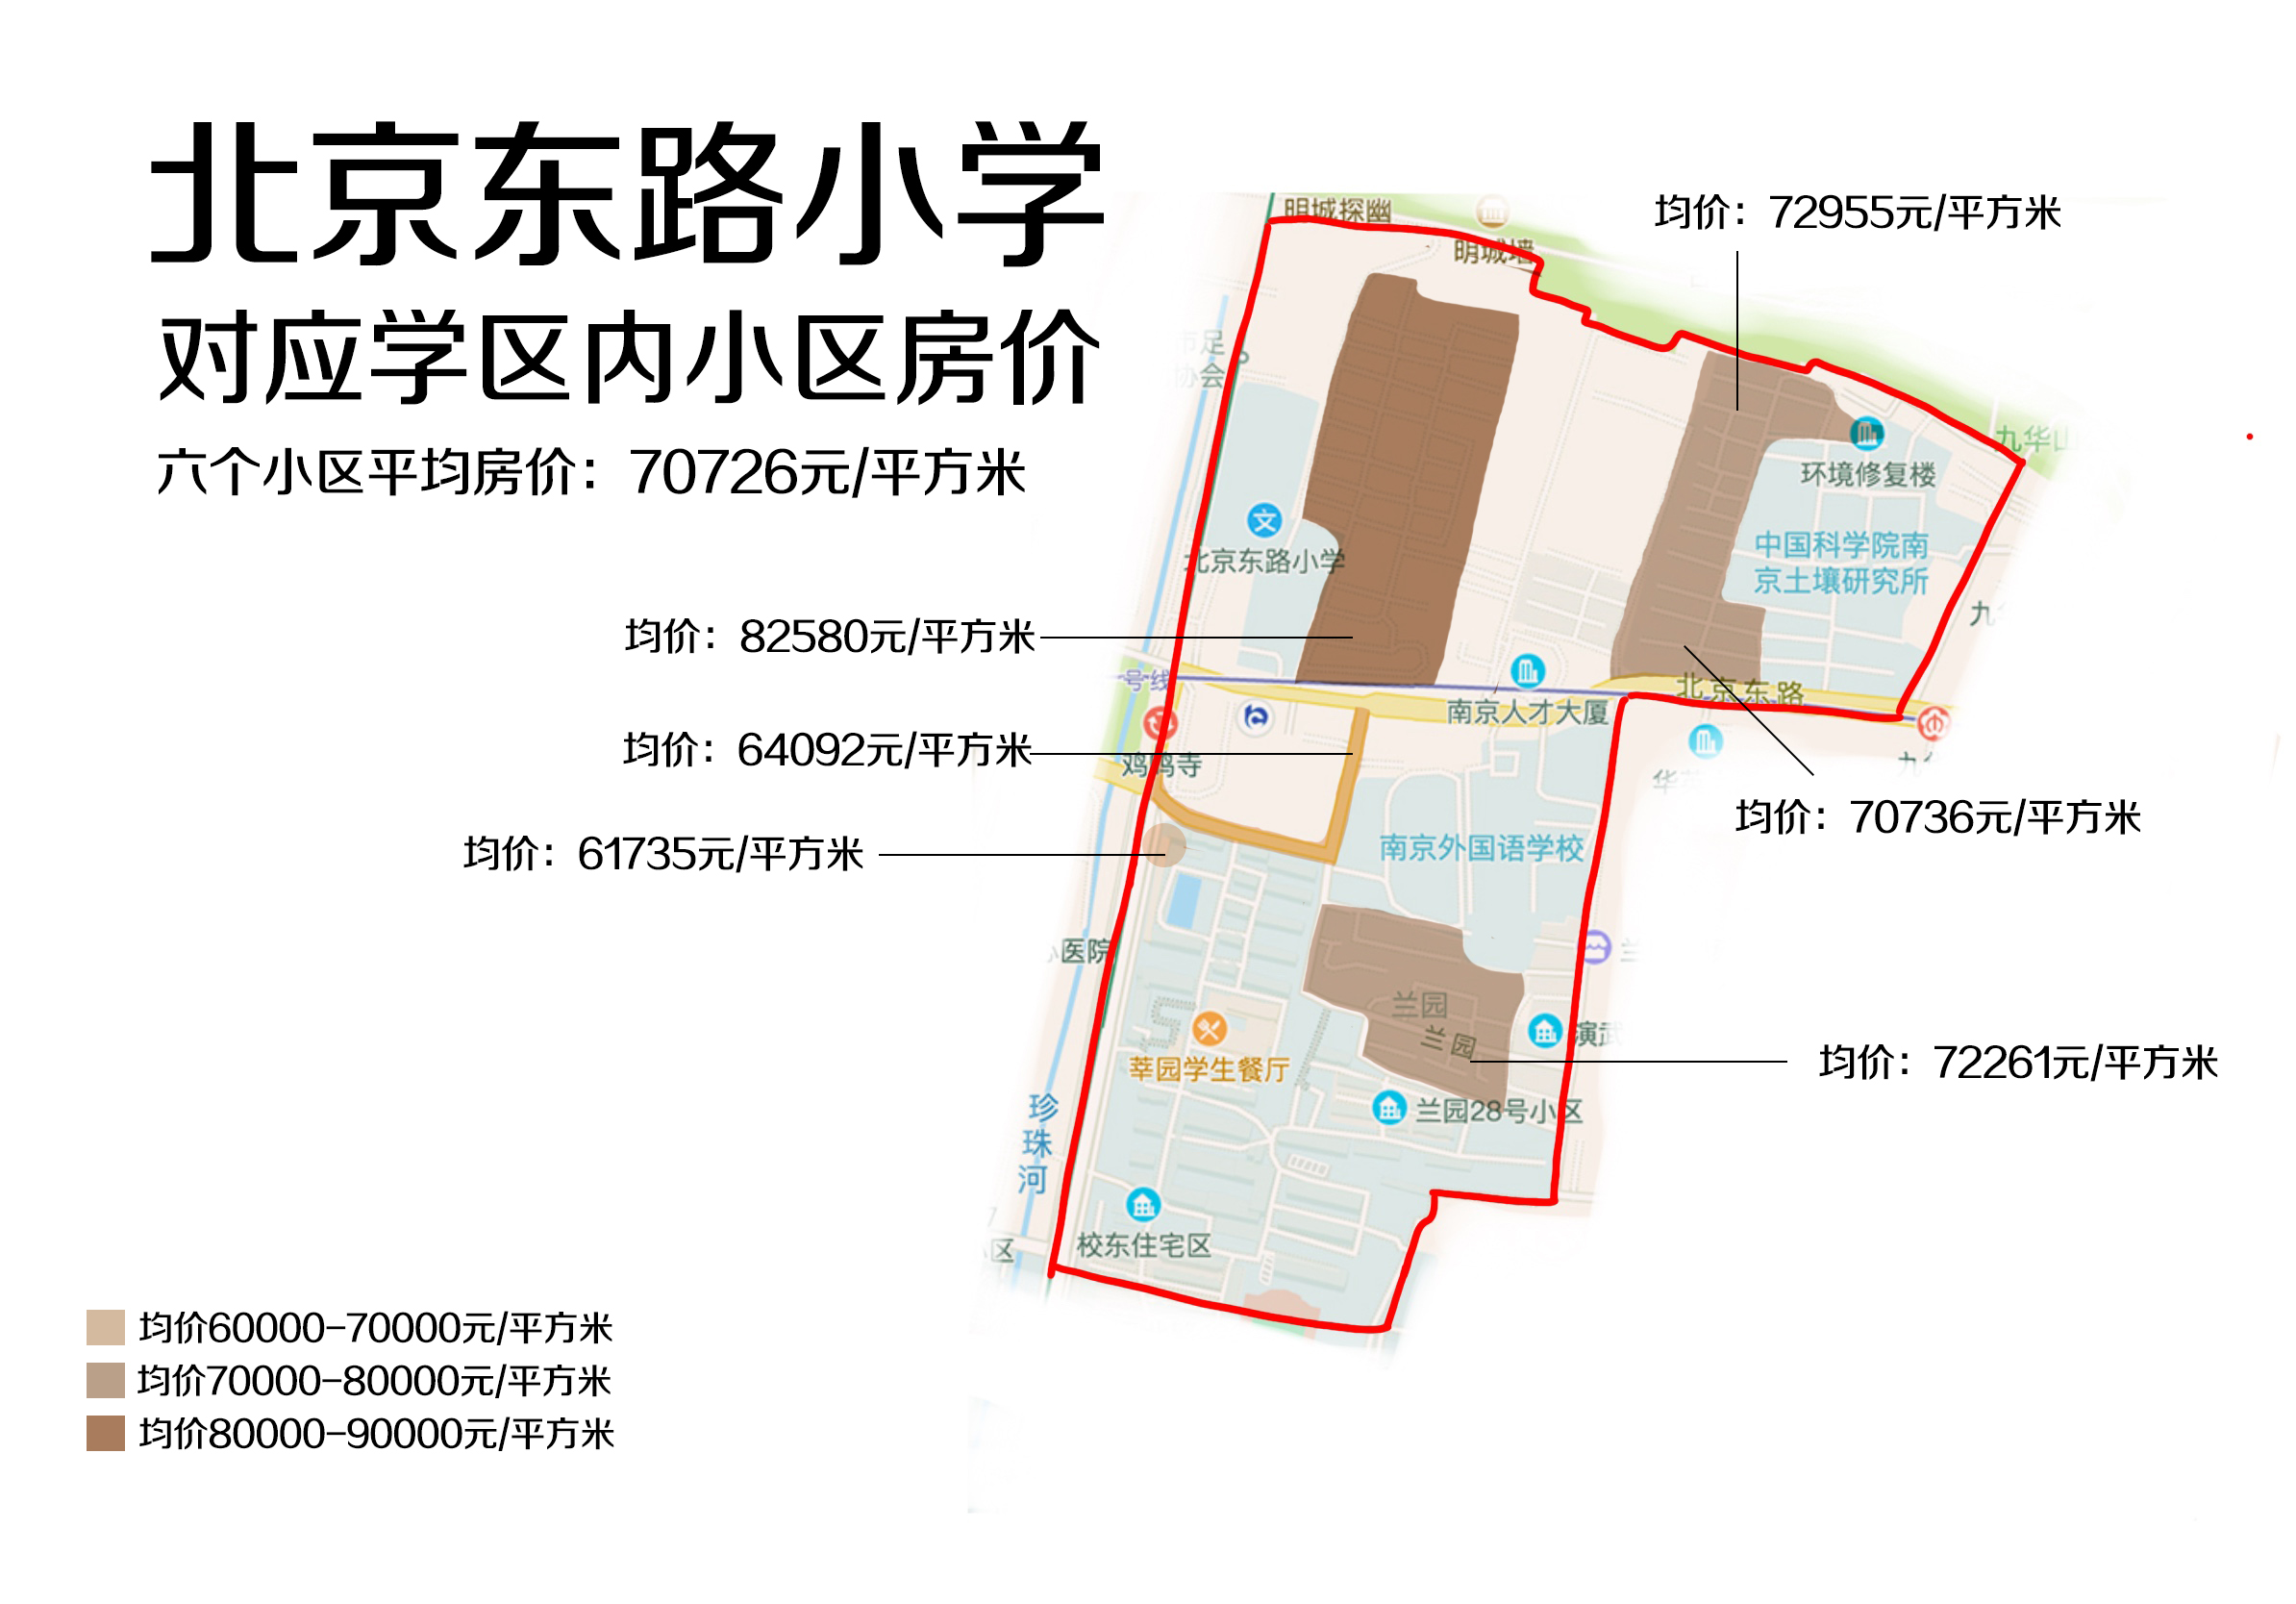 北京东路小学
对应学区内小区房价
六个小区平均房价：70726元/平方米
均价：72955元/平方米
明城探幽
明城墙
市足
协会
九华山
环境修复楼
中国科学院南
京土壤研究所
北京东路小学
均价：82580元/平方米
号线
北京东路
南京人才大厦
均价：64092元/平方米
鸡鸣寺
均价：70736元/平方米
均价：61735元/平方米
南京外国语学校
医院
兰
兰园
兰园
演武
莘园学生餐厅
均价：72261元/平方米
兰园28号小区
珍珠河
校东住宅区
区
均价60000-70000元/平方米
均价70000-80000元/平方米
均价80000-90000元/平方米